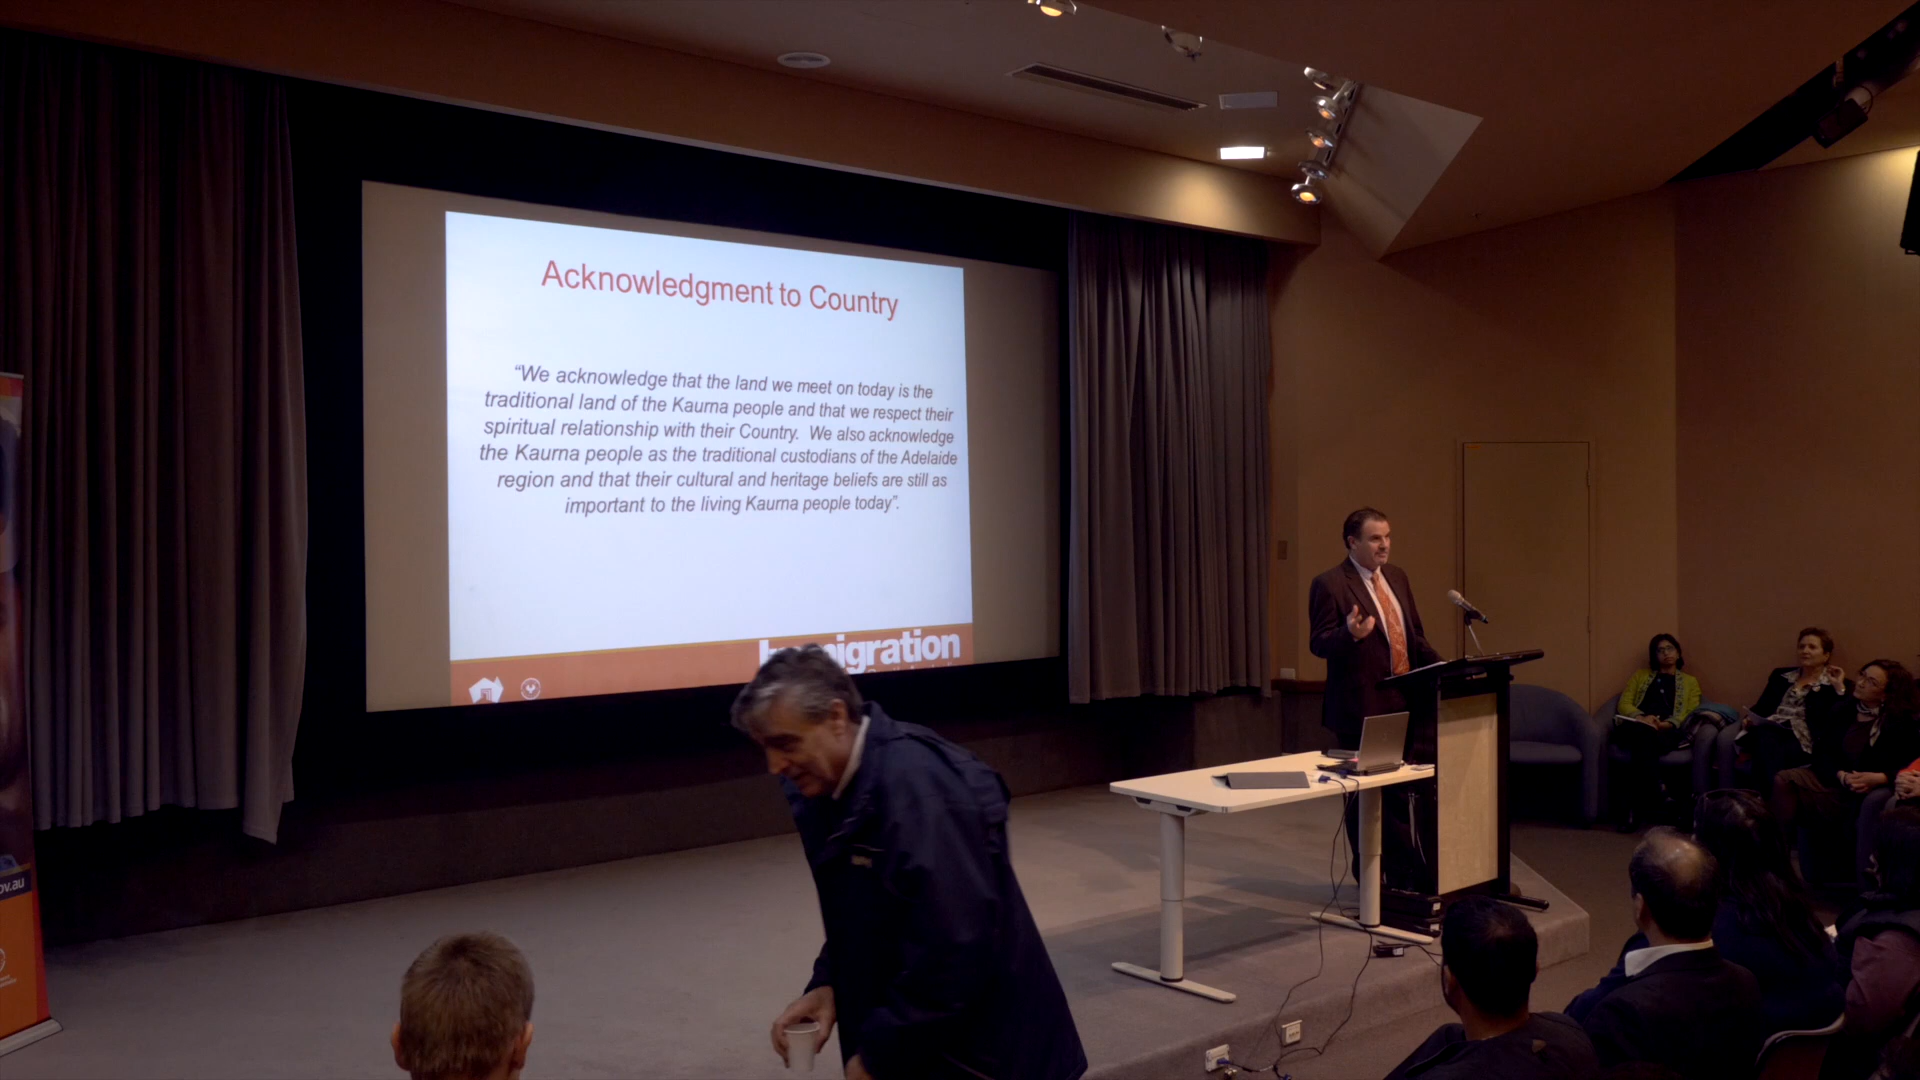 Acknowledgment to Country
“We acknowledge that the land we meet on today is the
traditional land of the Kaurna people and that we respect their
spiritual relationship with their Country. We also acknowledge
the Kaurna people as the traditional custodians of the Adelaide
region and that their cultural and heritage beliefs are still as
important to the living Kaurna people today”.
ov.au